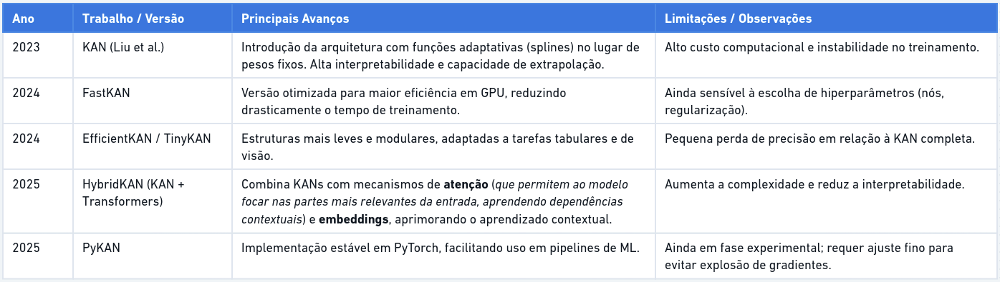 Ano Trabalho / Versão Principais Avanços Limitações / Observações
2023 KAN (Liu et al.) Introdução da arquitetura com funções adaptativas (splines) no lugar de Alto custo computacional e instabilidade no treinamento.
pesos fixos. Alta interpretabilidade e capacidade de extrapolação.
2024 FastKAN Versão otimizada para maior eficiência em GPU, reduzindo Ainda sensível à escolha de hiperparâmetros (nós,
drasticamente o tempo de treinamento. regularização).
2024 EfficientKAN / TinyKAN Estruturas mais leves e modulares, adaptadas a tarefas tabulares e de Pequena perda de precisão em relação à KAN completa.
visão.
2025 HybridKAN (KAN + Combina KANs com mecanismos de atenção (que permitem ao modelo Aumenta a complexidade e reduz a interpretabilidade.
Transformers) focar nas partes mais relevantes da entrada, aprendendo dependências
contextuais) e embeddings, aprimorando o aprendizado contextual.
2025 PyKAN Implementação estável em PyTorch, facilitando uso em pipelines de ML. Ainda em fase experimental; requer ajuste fino para
evitar explosão de gradientes.